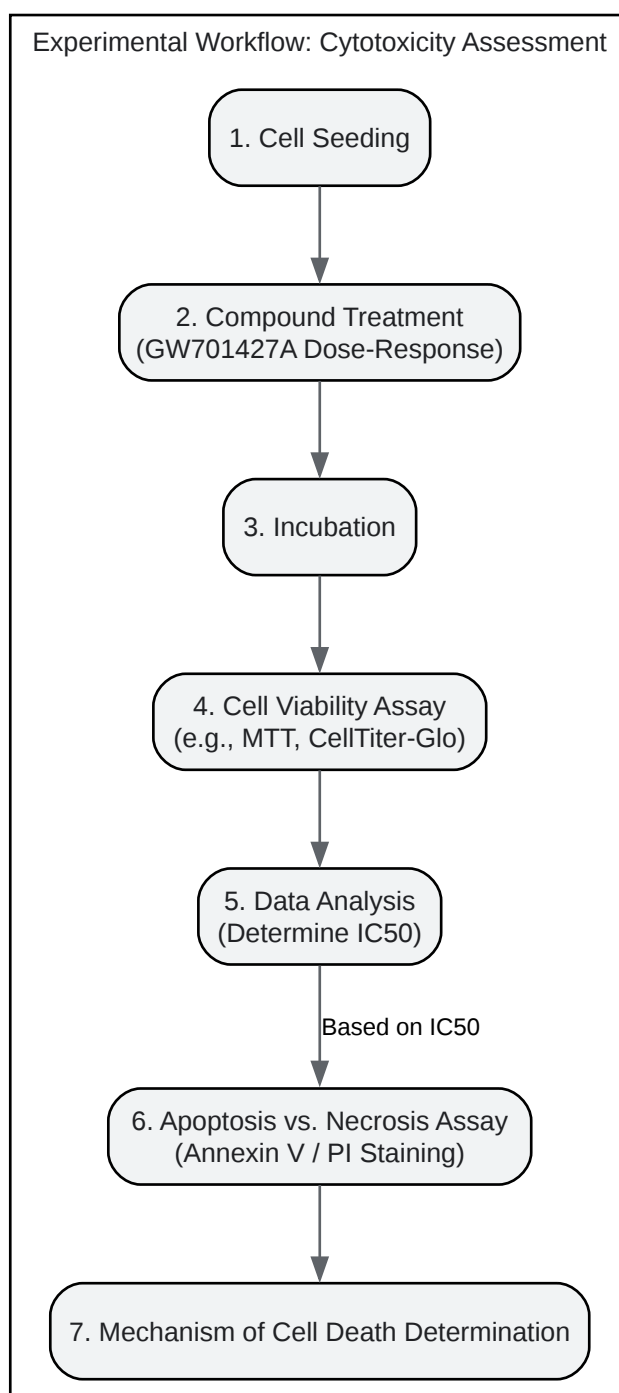 Experimental Workflow: Cytotoxicity Assessment
1. Cell Seeding
2. Compound Treatment
(GW701427A Dose-Response)
3. Incubation
4. Cell Viability Assay
(e.g., MTT, CellTiter-Glo)
5. Data Analysis
(Determine IC50)
Based on IC50
6. Apoptosis vs. Necrosis Assay
(Annexin V / PI Staining)
7. Mechanism of Cell Death Determination